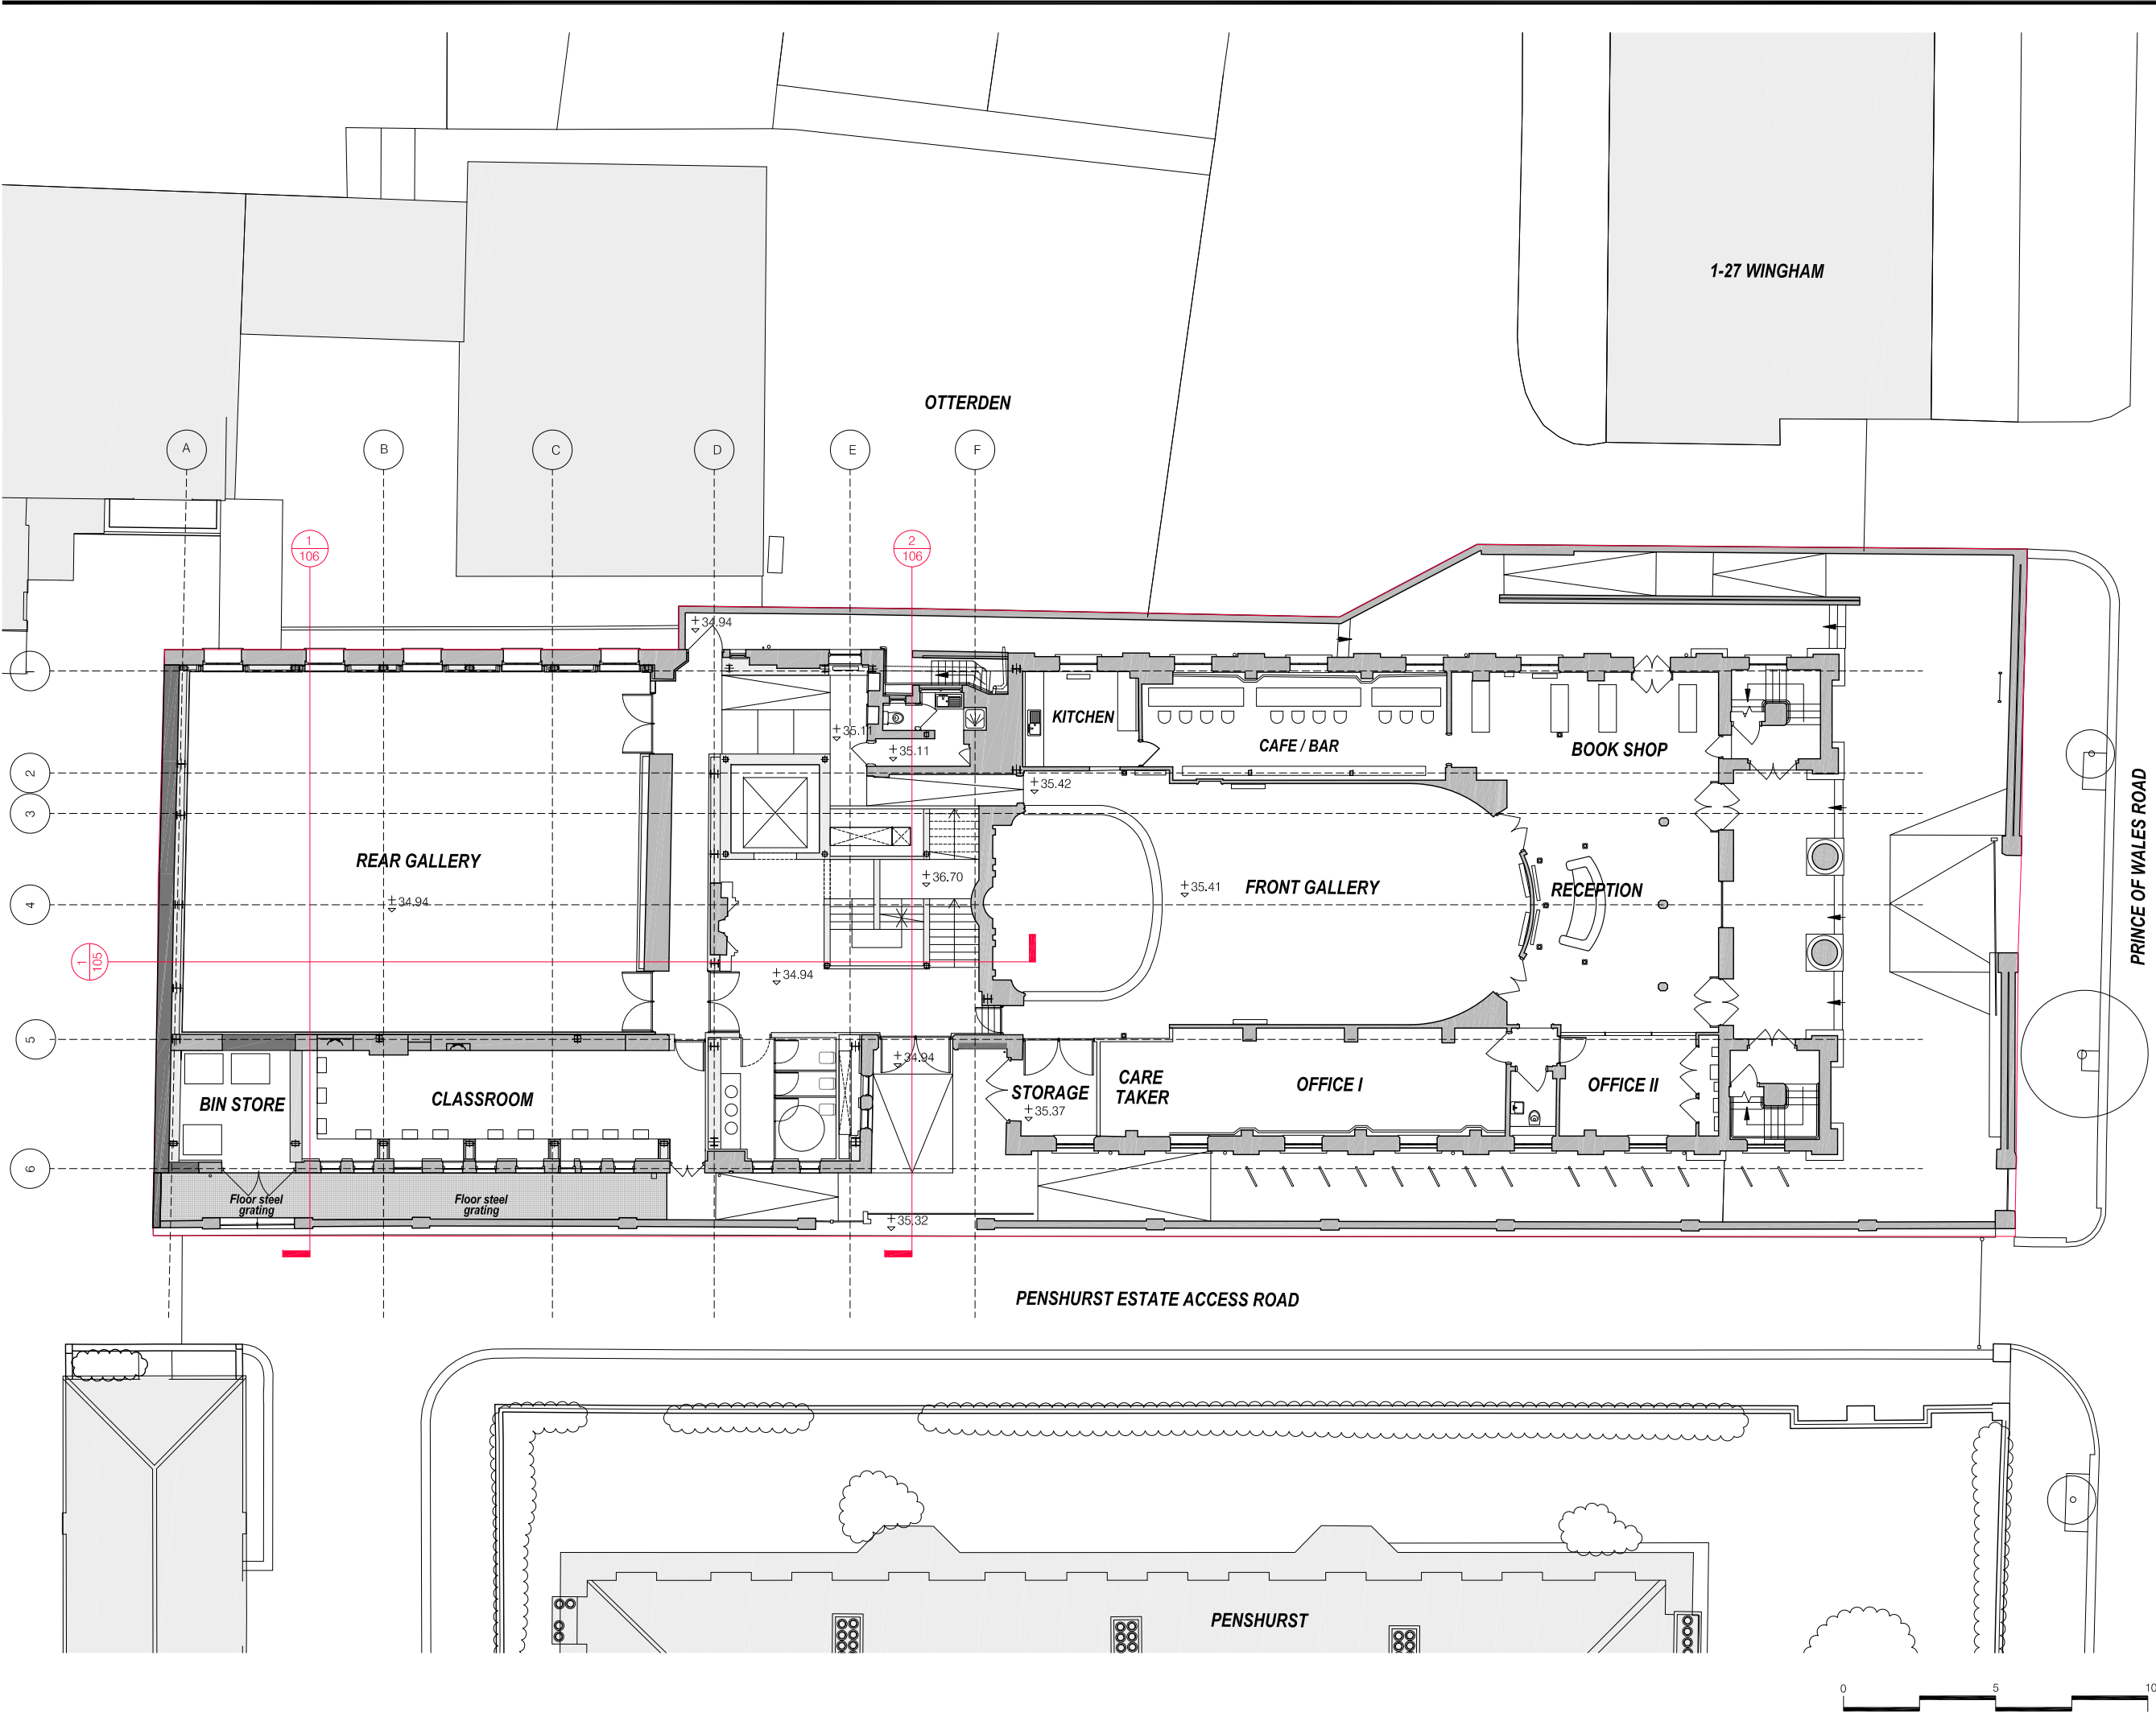 1-27 WINGHAM
OTTERDEN
A
B
C
D
E
F
1
106
2
106
+34.94
1
KITCHEN
+35.11
+35.11
CAFE / BAR
BOOK SHOP
2
+35.42
3
PRINCE OF WALES ROAD
REAR GALLERY
+34.94
+36.70
FRONT GALLERY
+35.41
RECEPTION
4
1
105
+34.94
5
+34.94
BIN STORE
CLASSROOM
STORAGE
+35.37
CARE
TAKER
OFFICE I
OFFICE II
6
Floor steel
grating
Floor steel
grating
+35.32
PENSHURST ESTATE ACCESS ROAD
PENSHURST
0
5
10